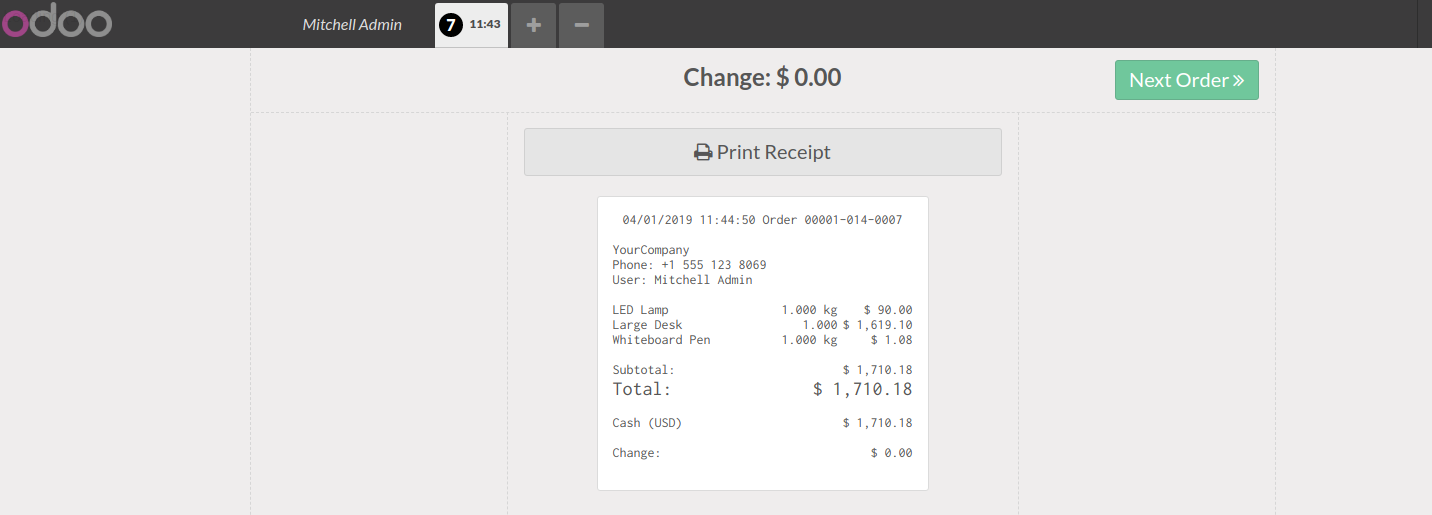 odoo
Mitchell Admin 7 11:43 + −
Change: $ 0.00
Next Order »
Print Receipt
04/01/2019 11:44:50 Order 00001-014-0007
YourCompany
Phone: +1 555 123 8069
User: Mitchell Admin
LED Lamp 1.000 kg $ 90.00
Large Desk 1.000 $ 1,619.10
Whiteboard Pen 1.000 kg $ 1.08
Subtotal: $ 1,710.18
Total: $ 1,710.18
Cash (USD) $ 1,710.18
Change: $ 0.00